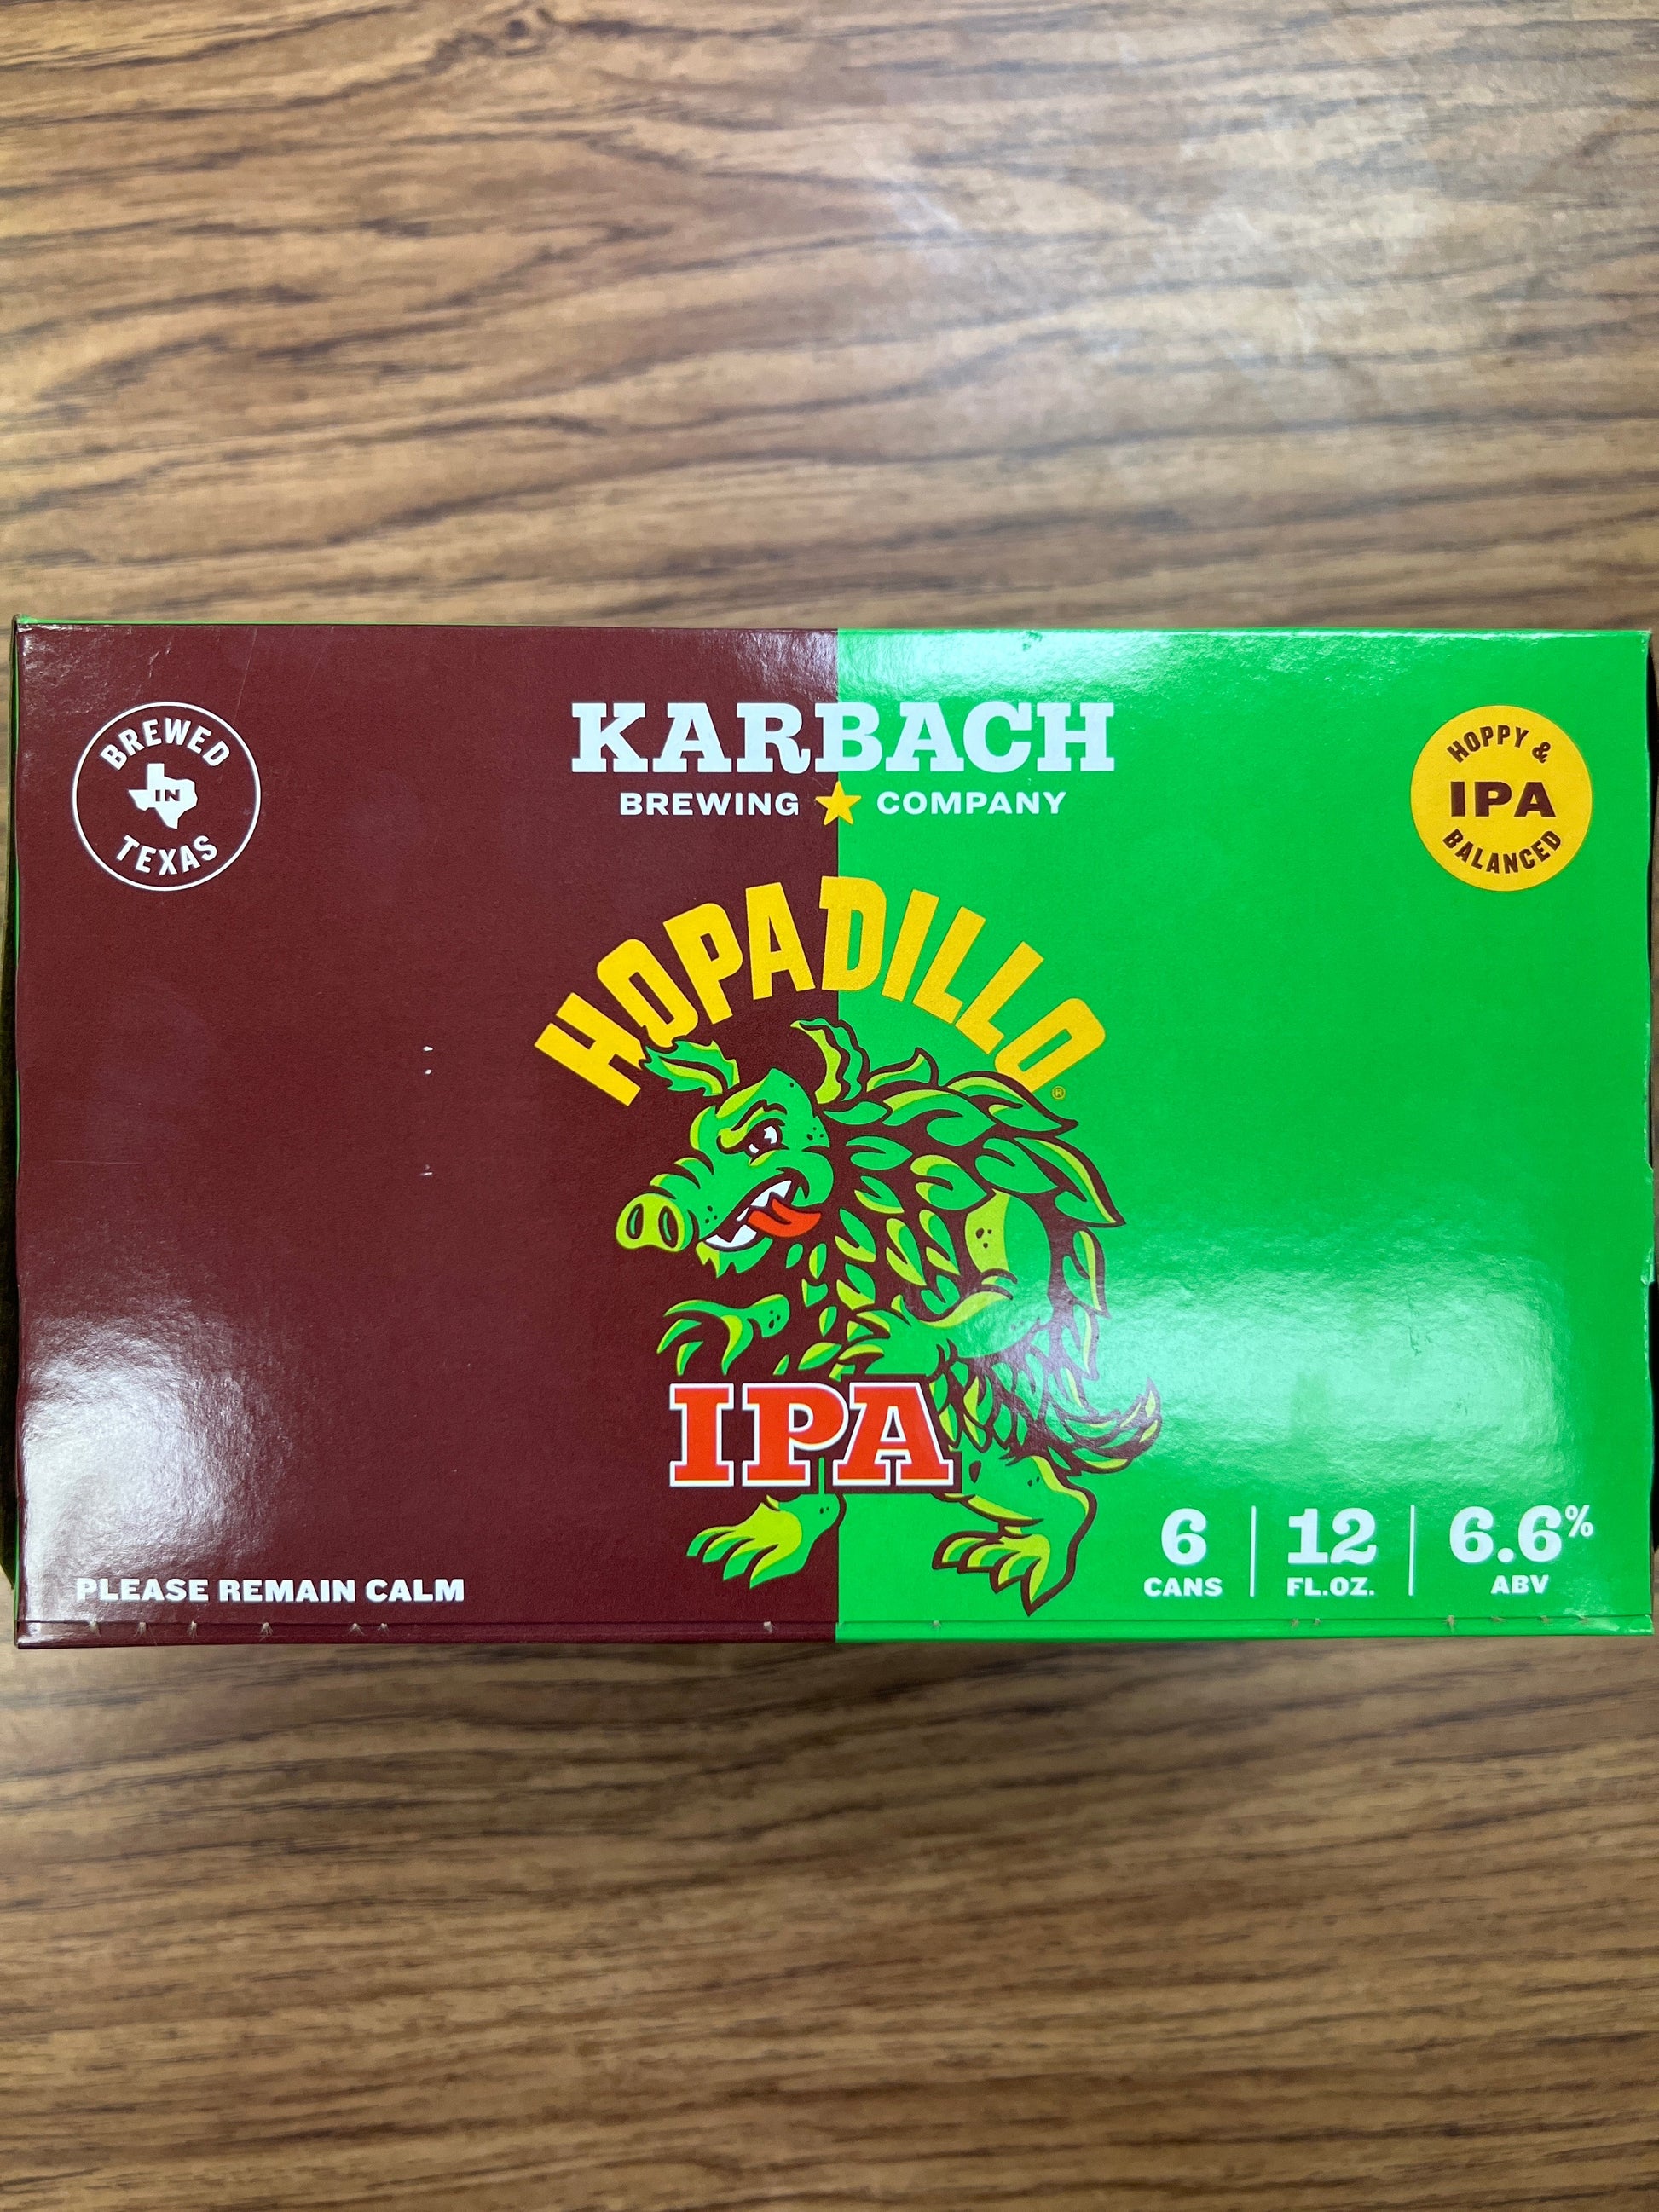 BREWED
IN
TEXAS
KARBACH
BREWING COMPANY
HOPPY &
IPA
BALANCED
HOPADILLO®
IPA
PLEASE REMAIN CALM
6
CANS
12
FL.OZ.
6.6%
ABV